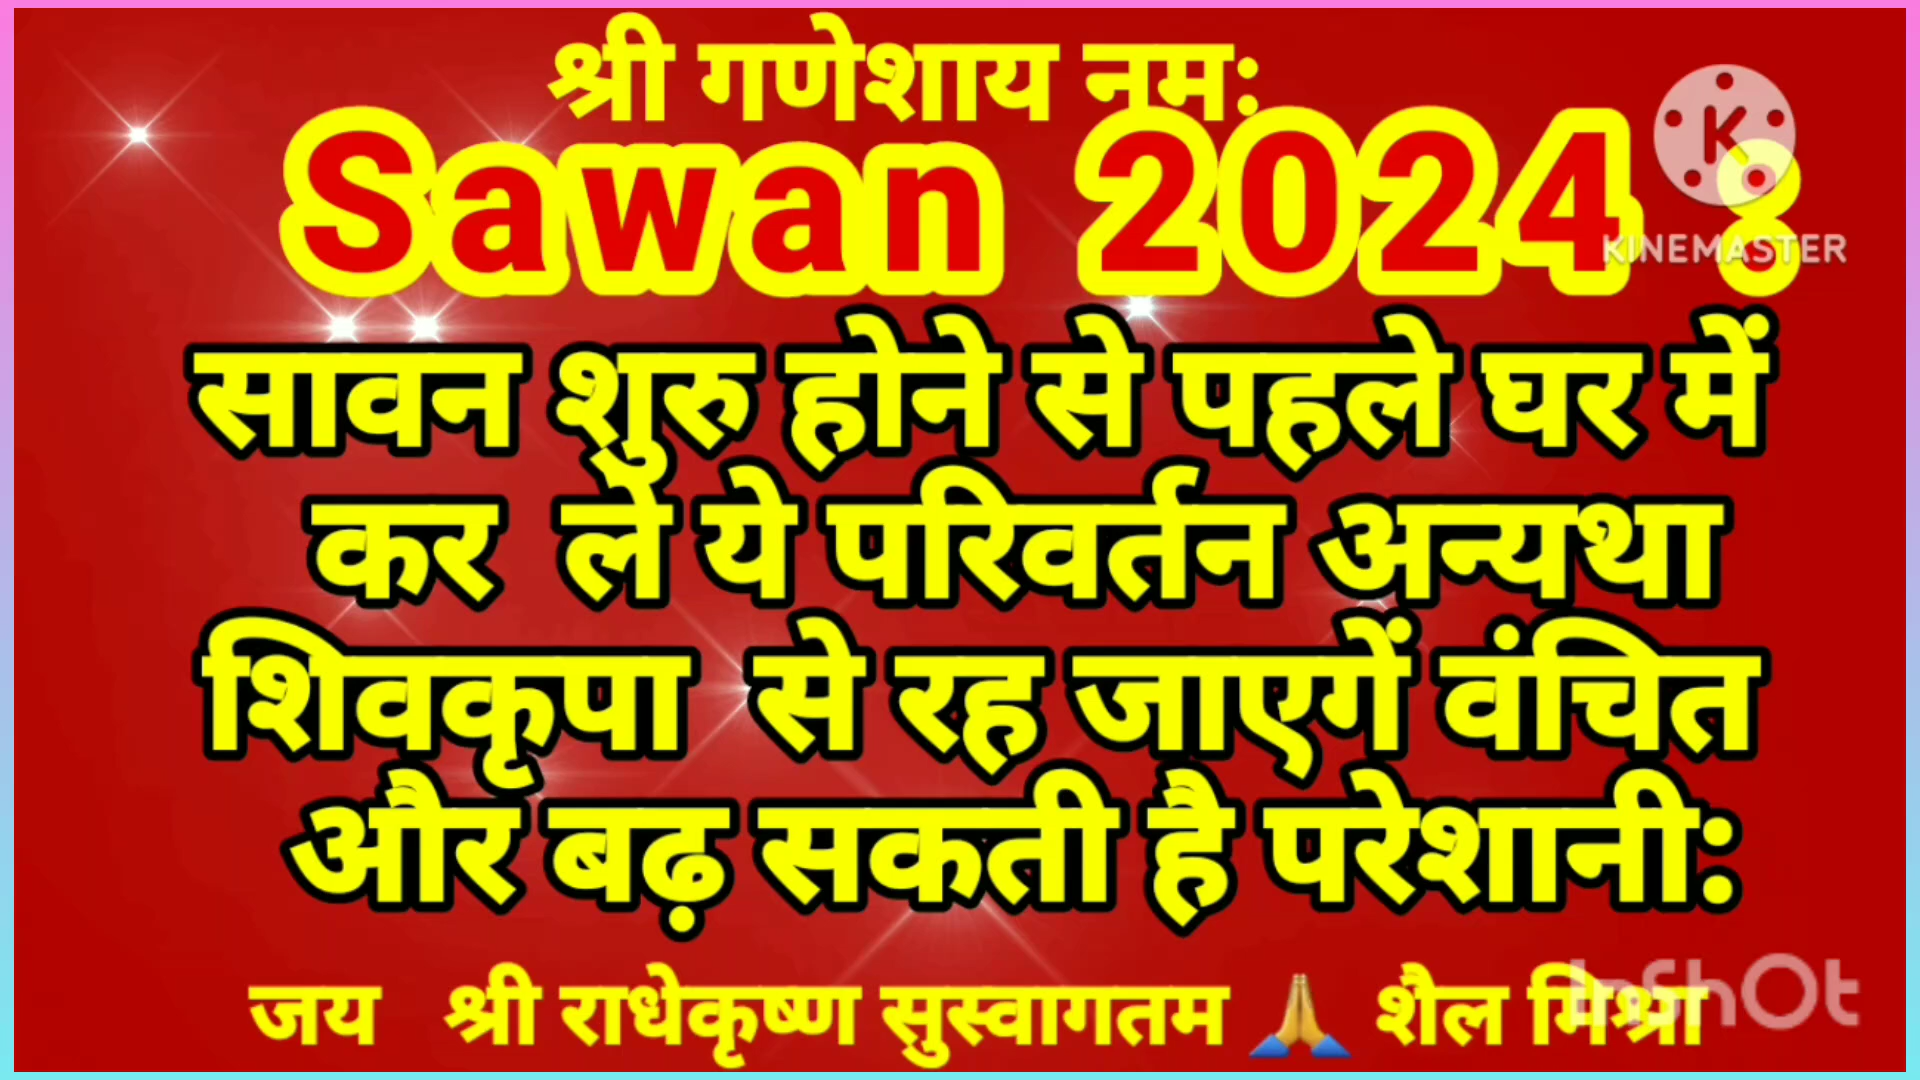 श्री गणेशाय नमः
Sawan 2024 :
KINEMASTER
सावन शुरु होने से पहले घर में
कर ले ये परिवर्तन अन्यथा
शिवकृपा से रह जाएगें वंचित
और बढ़ सकती है परेशानी:
जय श्री राधेकृष्ण सुस्वागतम 🙏 शैल मिश्रा
InShOt